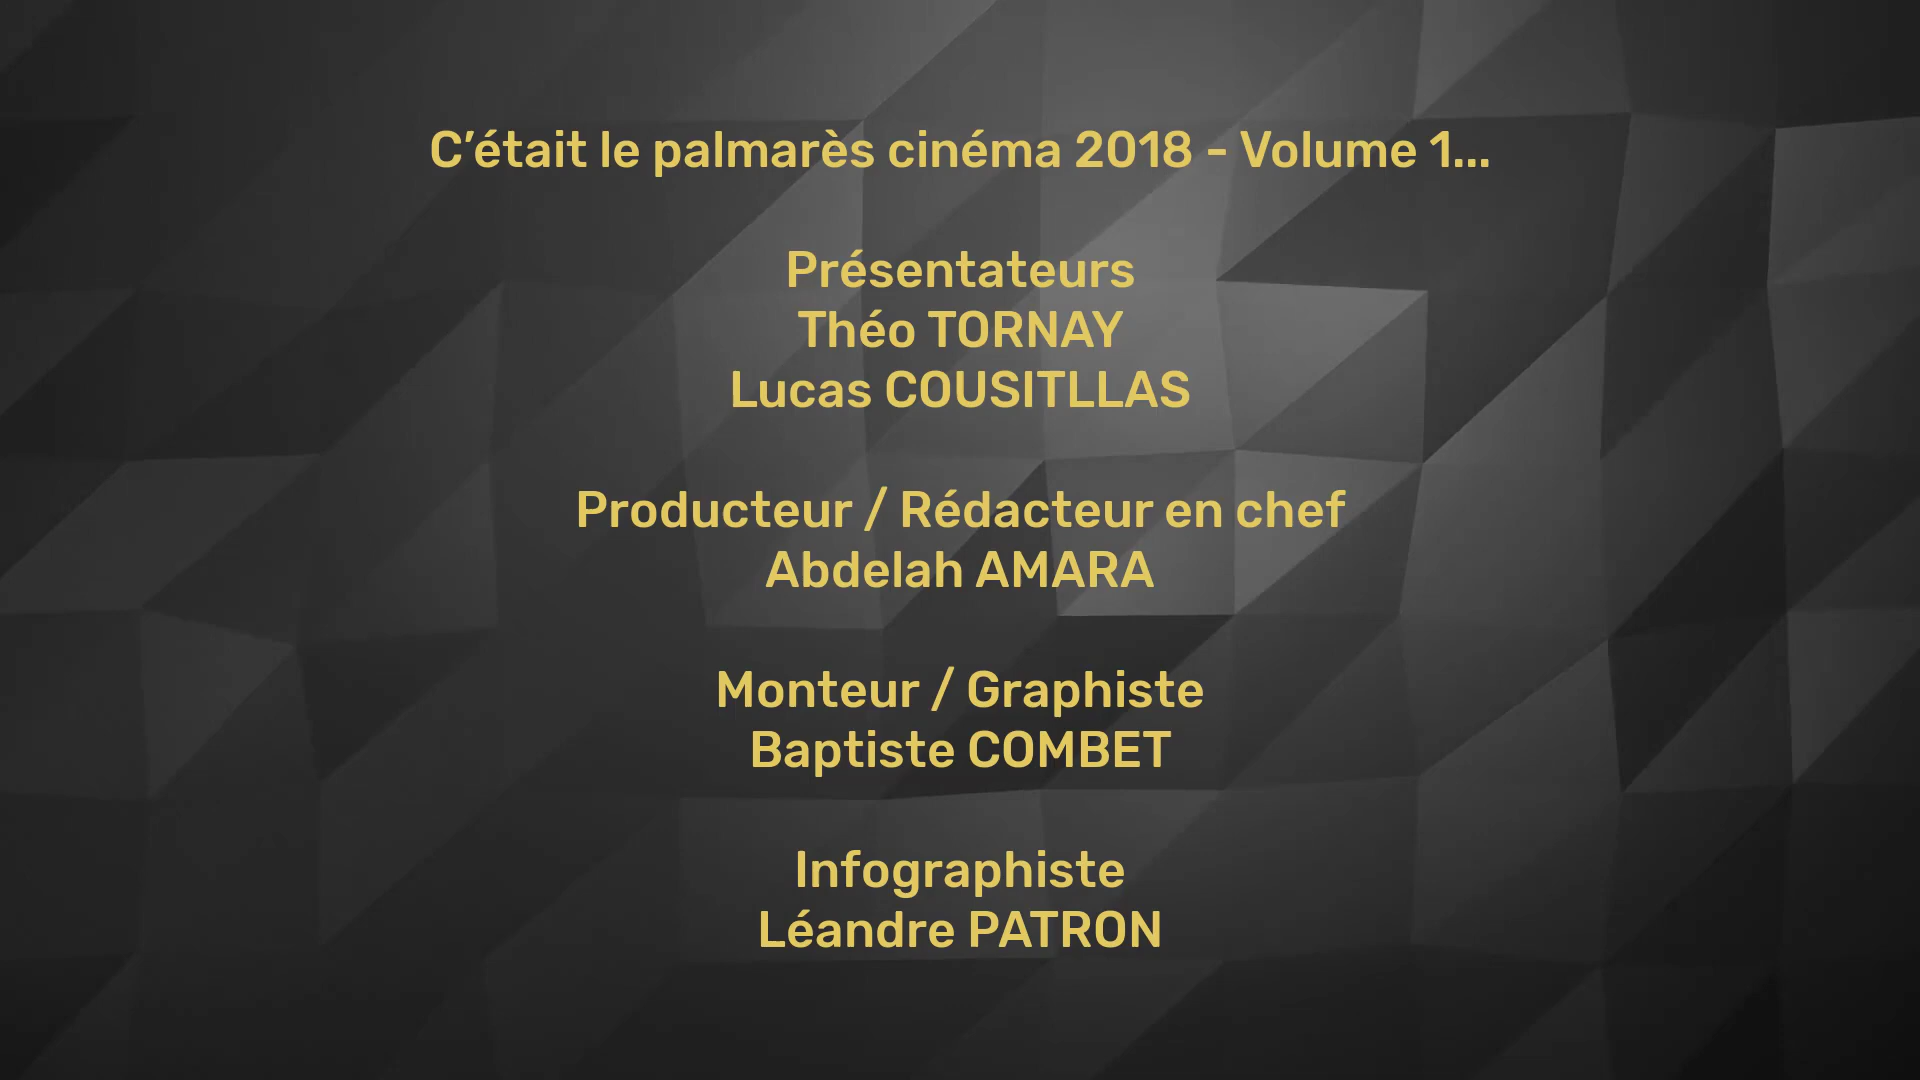 C’était le palmarès cinéma 2018 - Volume 1...
Présentateurs
Théo TORNAY
Lucas COUSITLLAS
Producteur / Rédacteur en chef
Abdelah AMARA
Monteur / Graphiste
Baptiste COMBET
Infographiste
Léandre PATRON